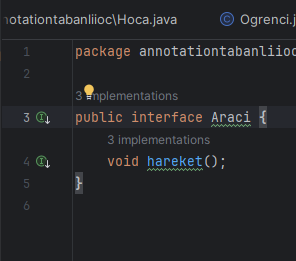 notationtabanliioc\Hoca.java Ogrenci.j
1 package annotationtabanliioc
2
3 implementations
3 public interface Araci {
3 implementations
4 void hareket();
5 }
6